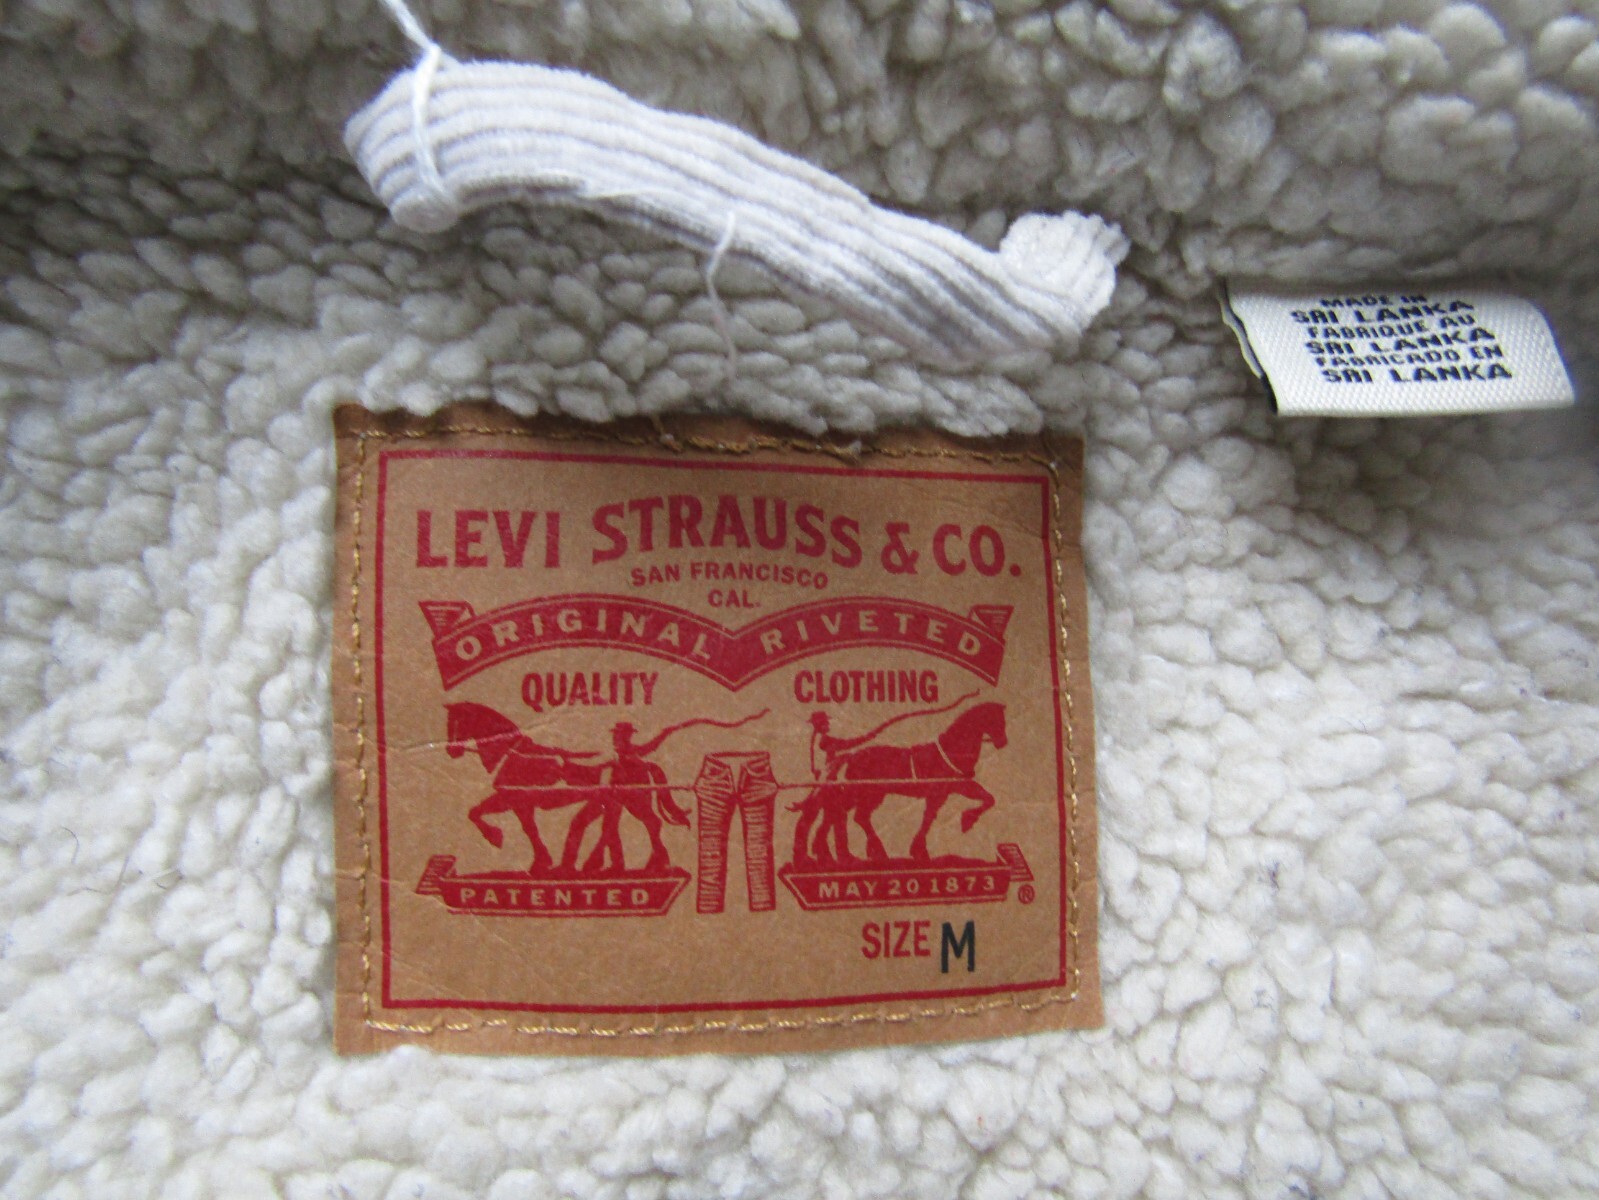 MADE IN
SRI LANKA
FABRIQUE AU
SRI LANKA
FABRICADO EN
SRI LANKA
LEVI STRAUSS & CO.
SAN FRANCISCO
CAL.
ORIGINAL RIVETED
QUALITY CLOTHING
PATENTED MAY 20 1873 ®
SIZE M